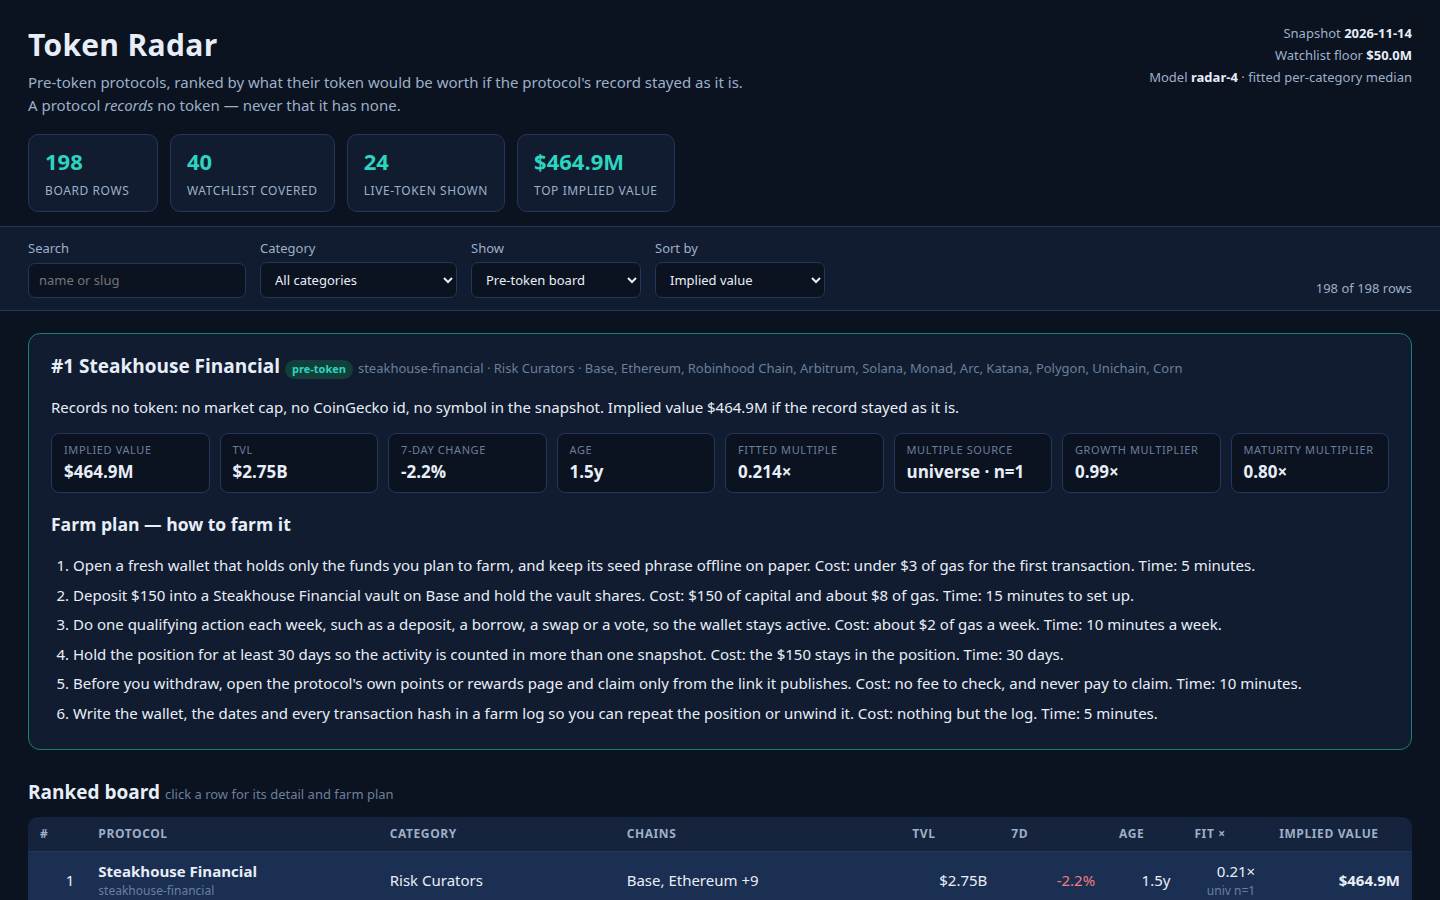 Token Radar
Pre-token protocols, ranked by what their token would be worth if the protocol's record stayed as it is.
A protocol records no token — never that it has none.
Snapshot 2026-11-14
Watchlist floor $50.0M
Model radar-4 · fitted per-category median
198
BOARD ROWS
40
WATCHLIST COVERED
24
LIVE-TOKEN SHOWN
$464.9M
TOP IMPLIED VALUE
Search
name or slug
Category
All categories
Show
Pre-token board
Sort by
Implied value
198 of 198 rows
#1 Steakhouse Financial pre-token steakhouse-financial · Risk Curators · Base, Ethereum, Robinhood Chain, Arbitrum, Solana, Monad, Arc, Katana, Polygon, Unichain, Corn
Records no token: no market cap, no CoinGecko id, no symbol in the snapshot. Implied value $464.9M if the record stayed as it is.
IMPLIED VALUE
$464.9M
TVL
$2.75B
7-DAY CHANGE
-2.2%
AGE
1.5y
FITTED MULTIPLE
0.214×
MULTIPLE SOURCE
universe · n=1
GROWTH MULTIPLIER
0.99×
MATURITY MULTIPLIER
0.80×
Farm plan — how to farm it
1. Open a fresh wallet that holds only the funds you plan to farm, and keep its seed phrase offline on paper. Cost: under $3 of gas for the first transaction. Time: 5 minutes.
2. Deposit $150 into a Steakhouse Financial vault on Base and hold the vault shares. Cost: $150 of capital and about $8 of gas. Time: 15 minutes to set up.
3. Do one qualifying action each week, such as a deposit, a borrow, a swap or a vote, so the wallet stays active. Cost: about $2 of gas a week. Time: 10 minutes a week.
4. Hold the position for at least 30 days so the activity is counted in more than one snapshot. Cost: the $150 stays in the position. Time: 30 days.
5. Before you withdraw, open the protocol's own points or rewards page and claim only from the link it publishes. Cost: no fee to check, and never pay to claim. Time: 10 minutes.
6. Write the wallet, the dates and every transaction hash in a farm log so you can repeat the position or unwind it. Cost: nothing but the log. Time: 5 minutes.
Ranked board click a row for its detail and farm plan
# PROTOCOL CATEGORY CHAINS TVL 7D AGE FIT × IMPLIED VALUE
1 Steakhouse Financial Risk Curators Base, Ethereum +9 $2.75B -2.2% 1.5y 0.21× $464.9M
steakhouse-financial univ n=1